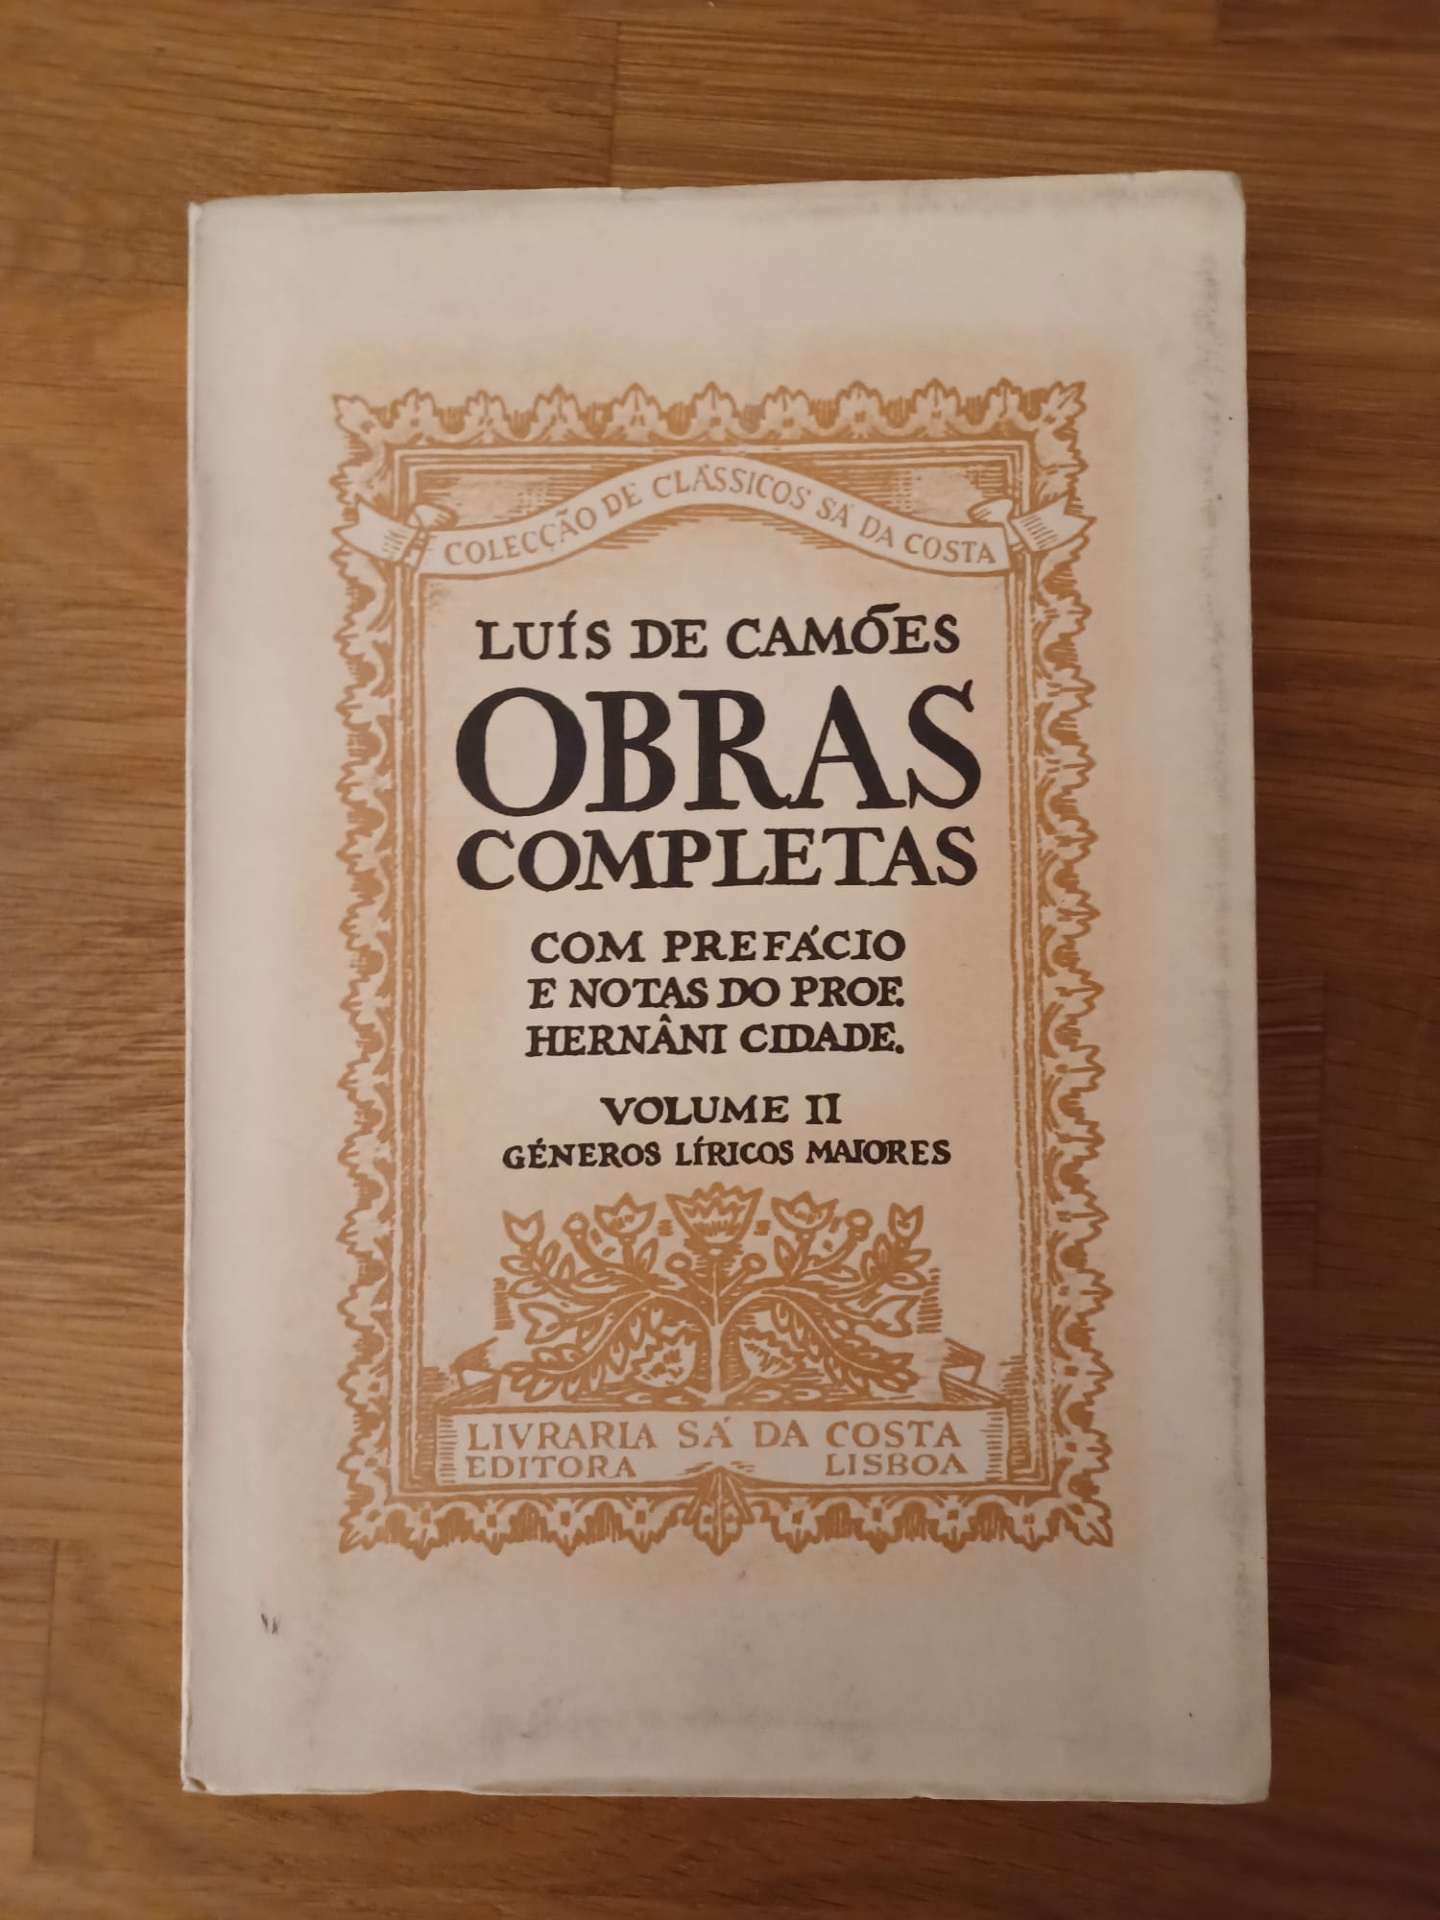 COLECÇÃO DE CLÁSSICOS SÁ DA COSTA
LUÍS DE CAMÕES
OBRAS
COMPLETAS
COM PREFÁCIO
E NOTAS DO PROF.
HERNÂNI CIDADE.
VOLUME II
GÉNEROS LÍRICOS MAIORES
LIVRARIA SÁ DA COSTA
EDITORA LISBOA